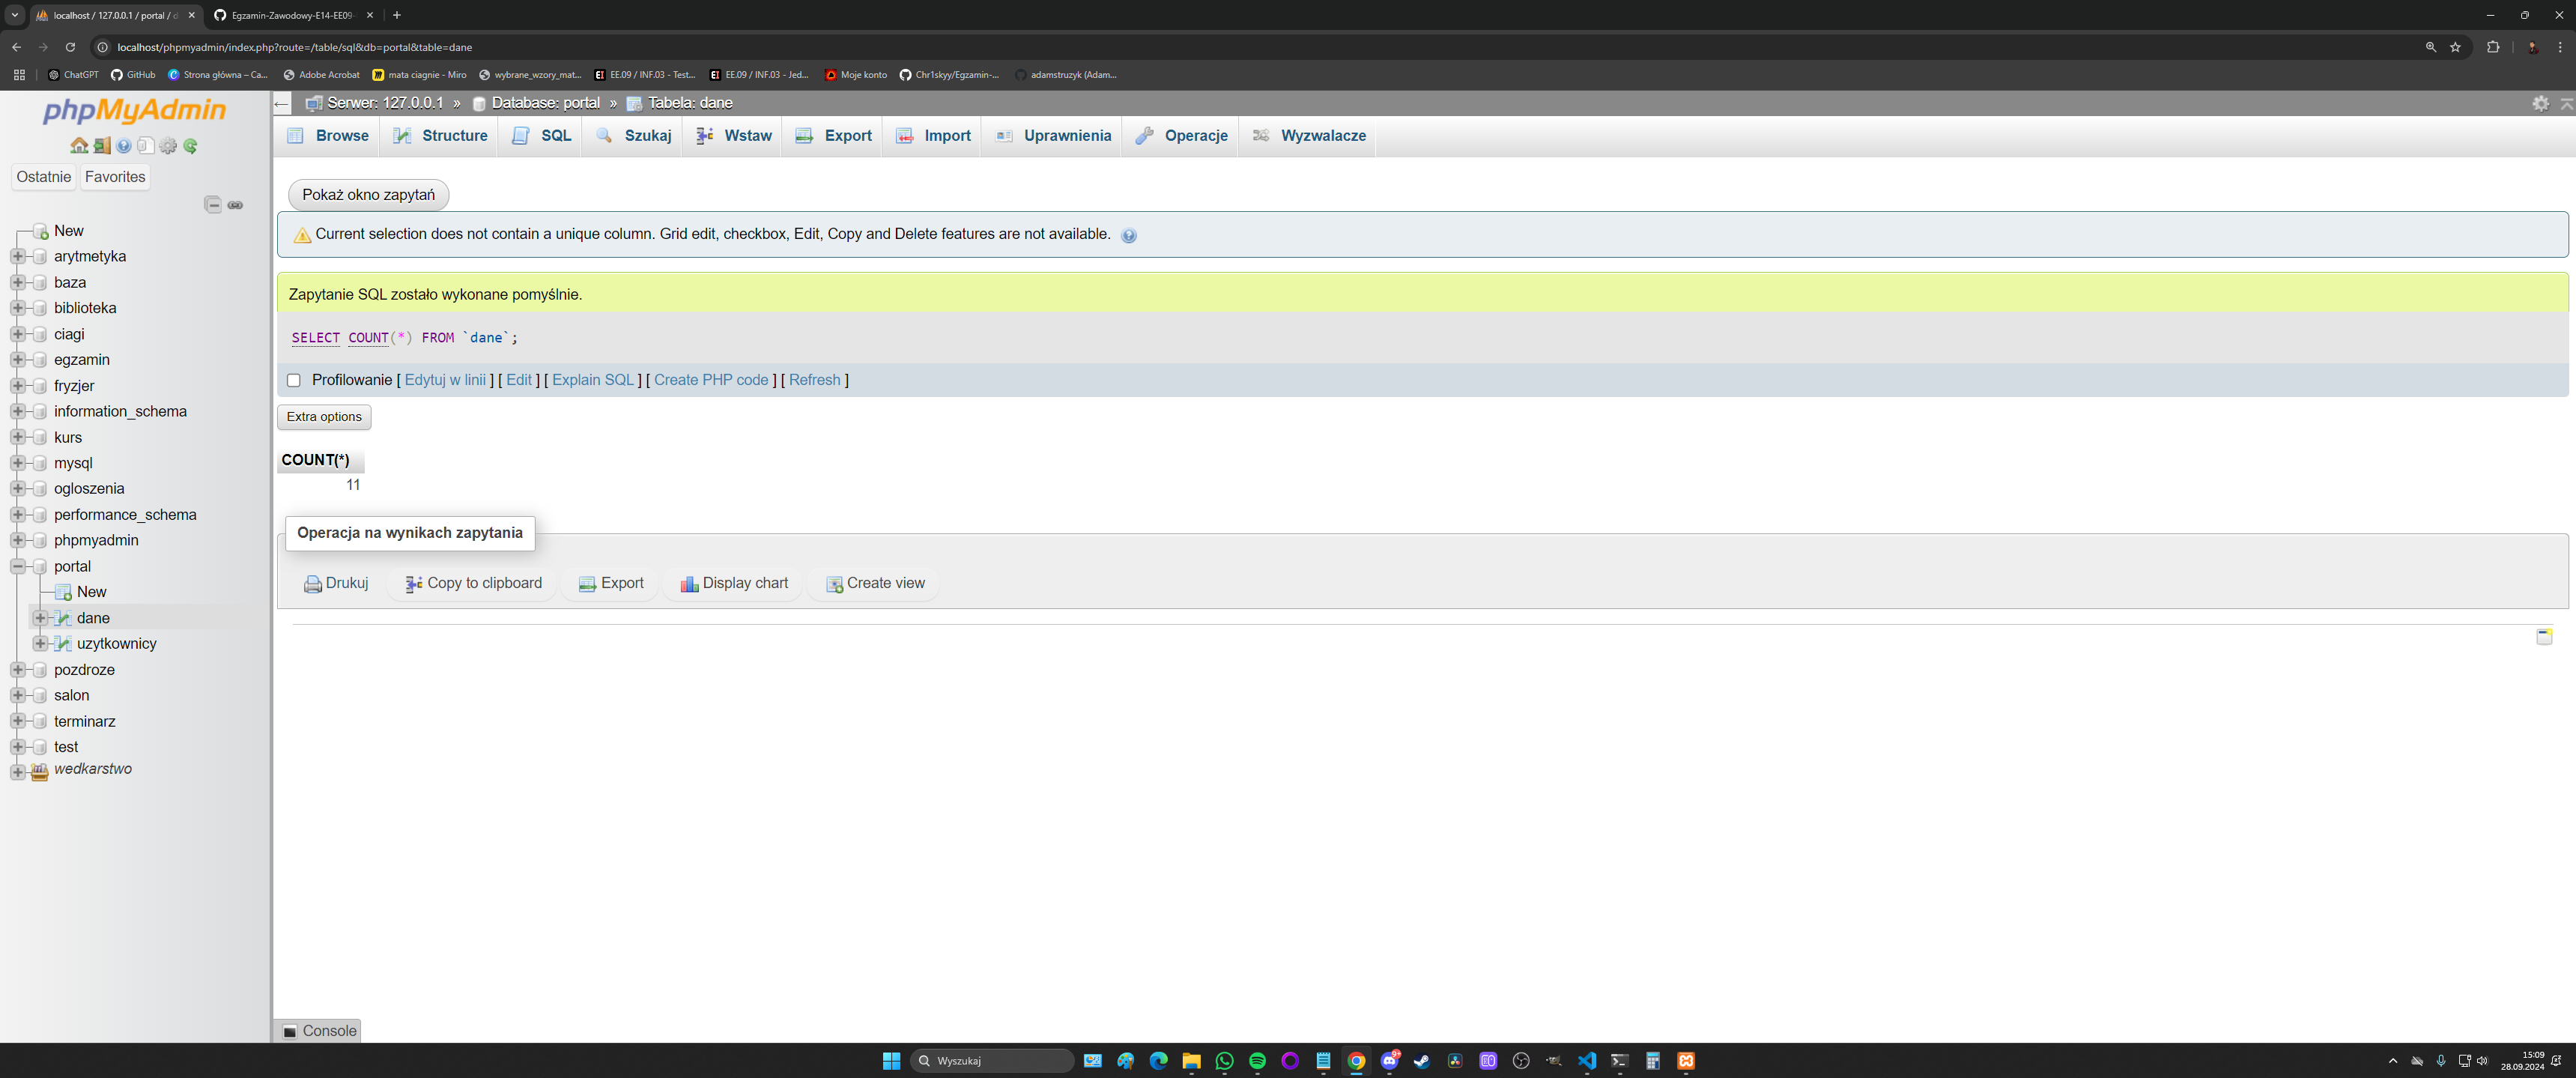 localhost / 127.0.0.1 / portal / d
Egzamin-Zawodowy-E14-EE09-
localhost/phpmyadmin/index.php?route=/table/sql&db=portal&table=dane
ChatGPT
GitHub
Strona główna – Ca...
Adobe Acrobat
mata ciagnie - Miro
wybrane_wzory_mat...
EE.09 / INF.03 - Test...
EE.09 / INF.03 - Jed...
Moje konto
Chr1skyy/Egzamin-...
adamstruzyk (Adam...
phpMyAdmin
Ostatnie
Favorites
New
arytmetyka
baza
biblioteka
ciagi
egzamin
fryzjer
information_schema
kurs
mysql
ogloszenia
performance_schema
phpmyadmin
portal
New
dane
uzytkownicy
pozdroze
salon
terminarz
test
wedkarstwo
Serwer: 127.0.0.1 » Database: portal » Tabela: dane
Browse
Structure
SQL
Szukaj
Wstaw
Export
Import
Uprawnienia
Operacje
Wyzwalacze
Pokaż okno zapytań
Current selection does not contain a unique column. Grid edit, checkbox, Edit, Copy and Delete features are not available.
Zapytanie SQL zostało wykonane pomyślnie.
SELECT COUNT(*) FROM `dane`;
Profilowanie [ Edytuj w linii ] [ Edit ] [ Explain SQL ] [ Create PHP code ] [ Refresh ]
Extra options
COUNT(*)
11
Operacja na wynikach zapytania
Drukuj
Copy to clipboard
Export
Display chart
Create view
Console
Wyszukaj
9+
15:09
28.09.2024